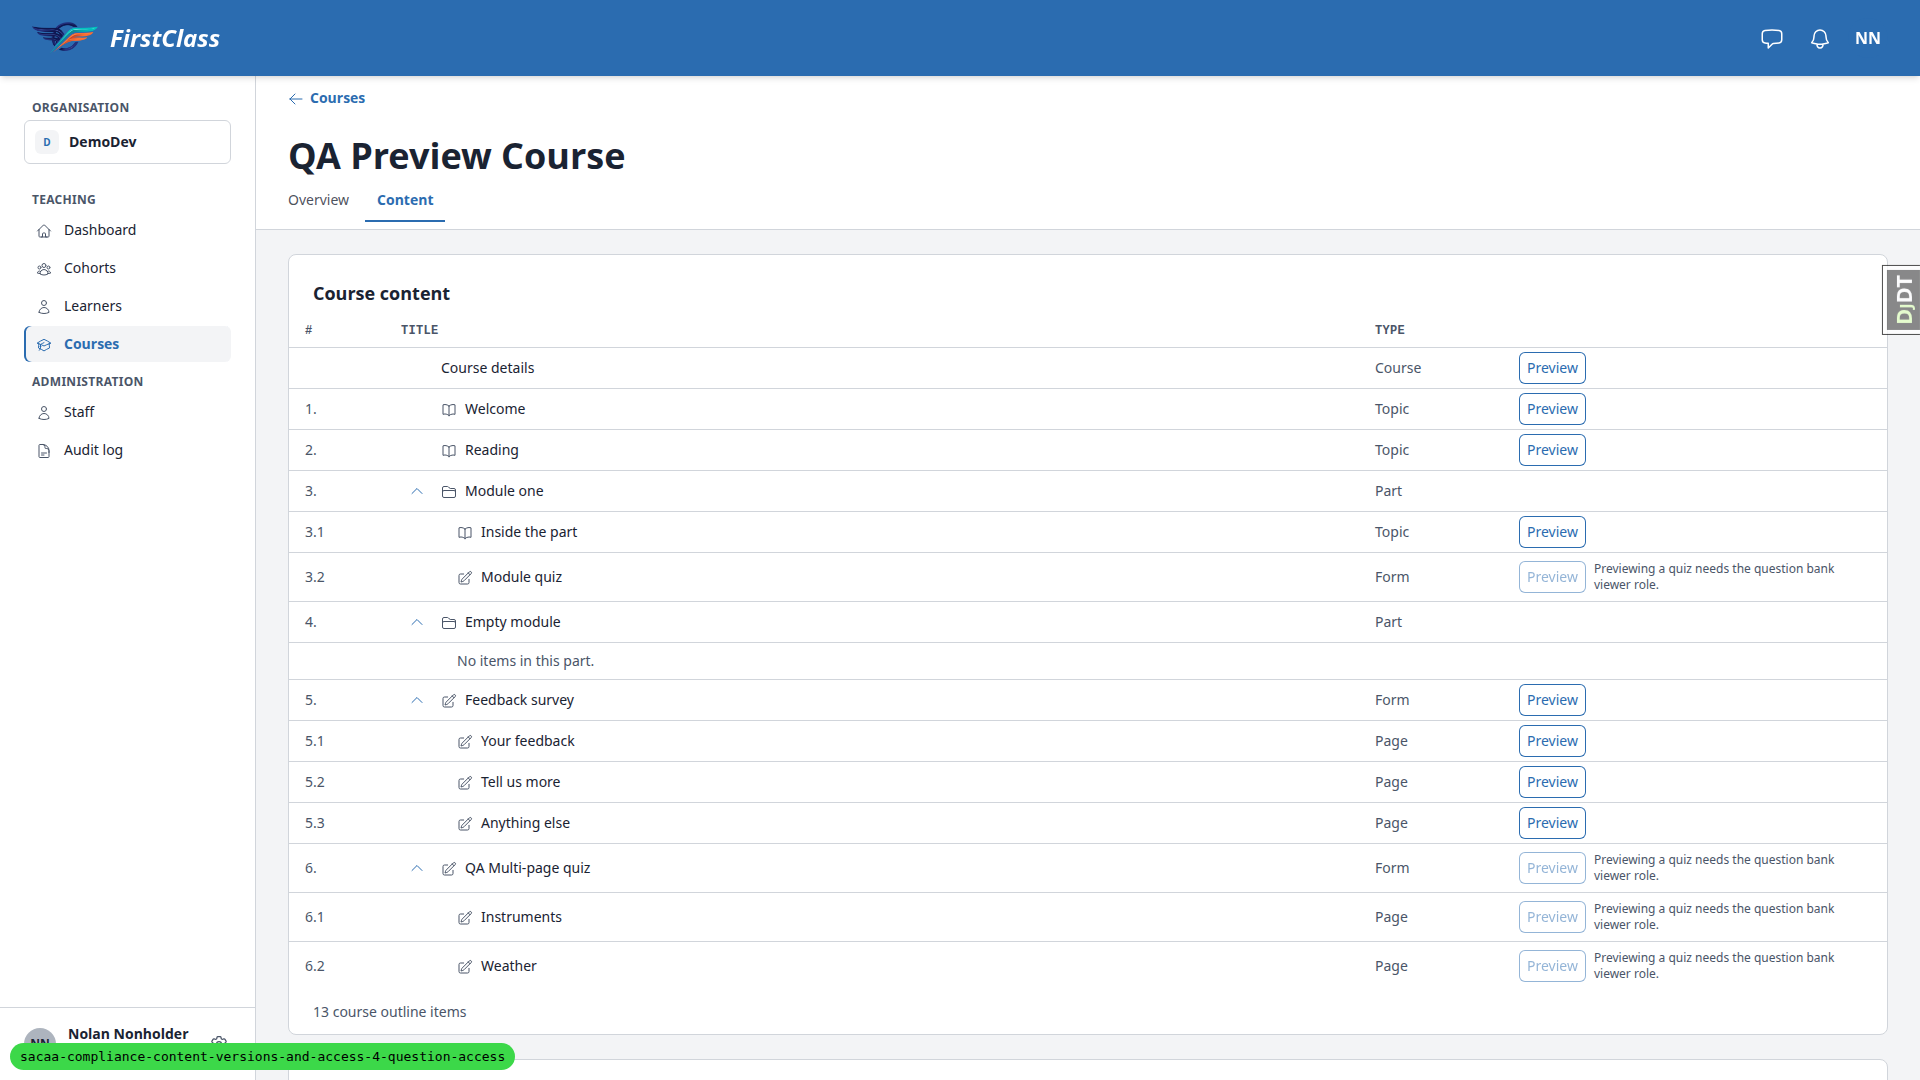 FirstClass
NN
ORGANISATION
D DemoDev
TEACHING
Dashboard
Cohorts
Learners
Courses
ADMINISTRATION
Staff
Audit log
Nolan Nonholder
sacaa-compliance-content-versions-and-access-4-question-access
Courses
QA Preview Course
Overview Content
Course content
# TITLE TYPE
Course details Course Preview
1. Welcome Topic Preview
2. Reading Topic Preview
3. Module one Part
3.1 Inside the part Topic Preview
3.2 Module quiz Form Preview Previewing a quiz needs the question bank
viewer role.
4. Empty module Part
No items in this part.
5. Feedback survey Form Preview
5.1 Your feedback Page Preview
5.2 Tell us more Page Preview
5.3 Anything else Page Preview
6. QA Multi-page quiz Form Preview Previewing a quiz needs the question bank
viewer role.
6.1 Instruments Page Preview Previewing a quiz needs the question bank
viewer role.
6.2 Weather Page Preview Previewing a quiz needs the question bank
viewer role.
13 course outline items
DJDT